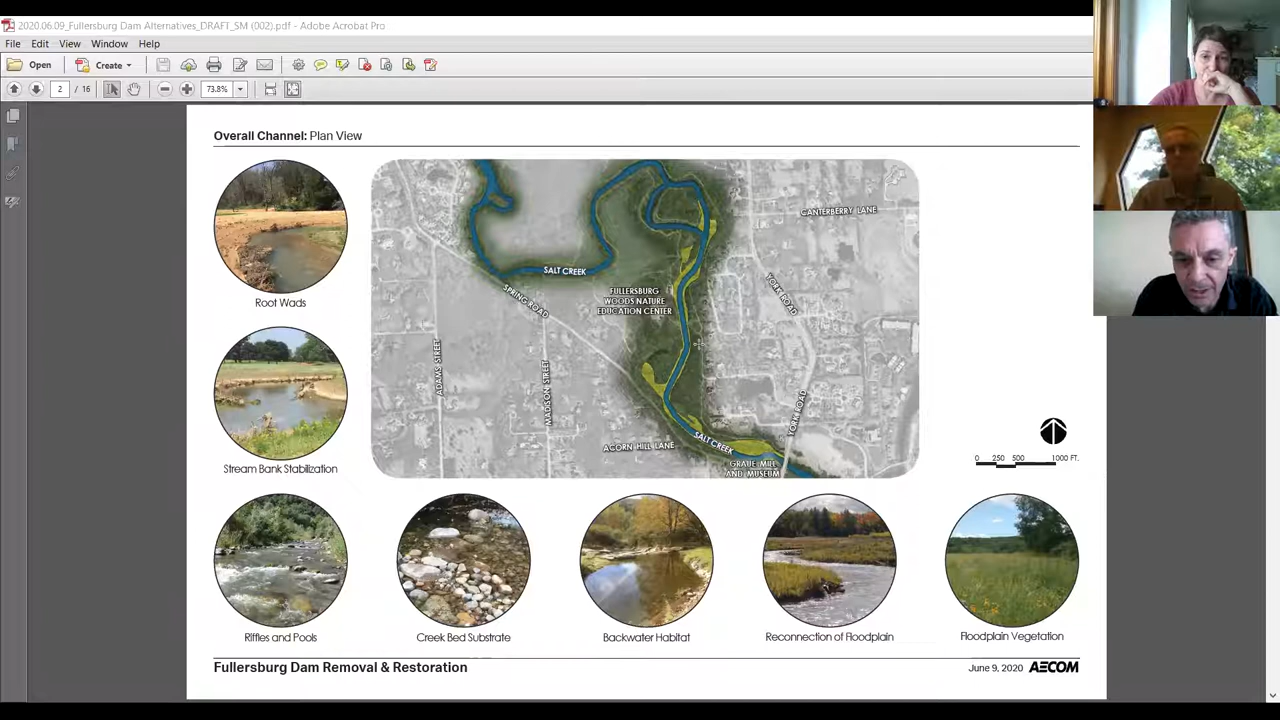 2020.06.09_Fullersburg Dam Alternatives_DRAFT_SM (002).pdf - Adobe Acrobat Pro
File Edit View Window Help
Open Create
2 / 16 73.8%
Overall Channel: Plan View
Root Wads
Stream Bank Stabilization
SALT CREEK
SPRING ROAD
FULLERSBURG
WOODS NATURE
EDUCATION CENTER
CANTERBERRY LANE
YORK ROAD
ADAMS STREET
MADISON STREET
YORK ROAD
ACORN HILL LANE
SALT CREEK
GRAUE MILL
AND MUSEUM
0 250 500 1000 FT.
Riffles and Pools
Creek Bed Substrate
Backwater Habitat
Reconnection of Floodplain
Floodplain Vegetation
Fullersburg Dam Removal & Restoration
June 9, 2020 AECOM